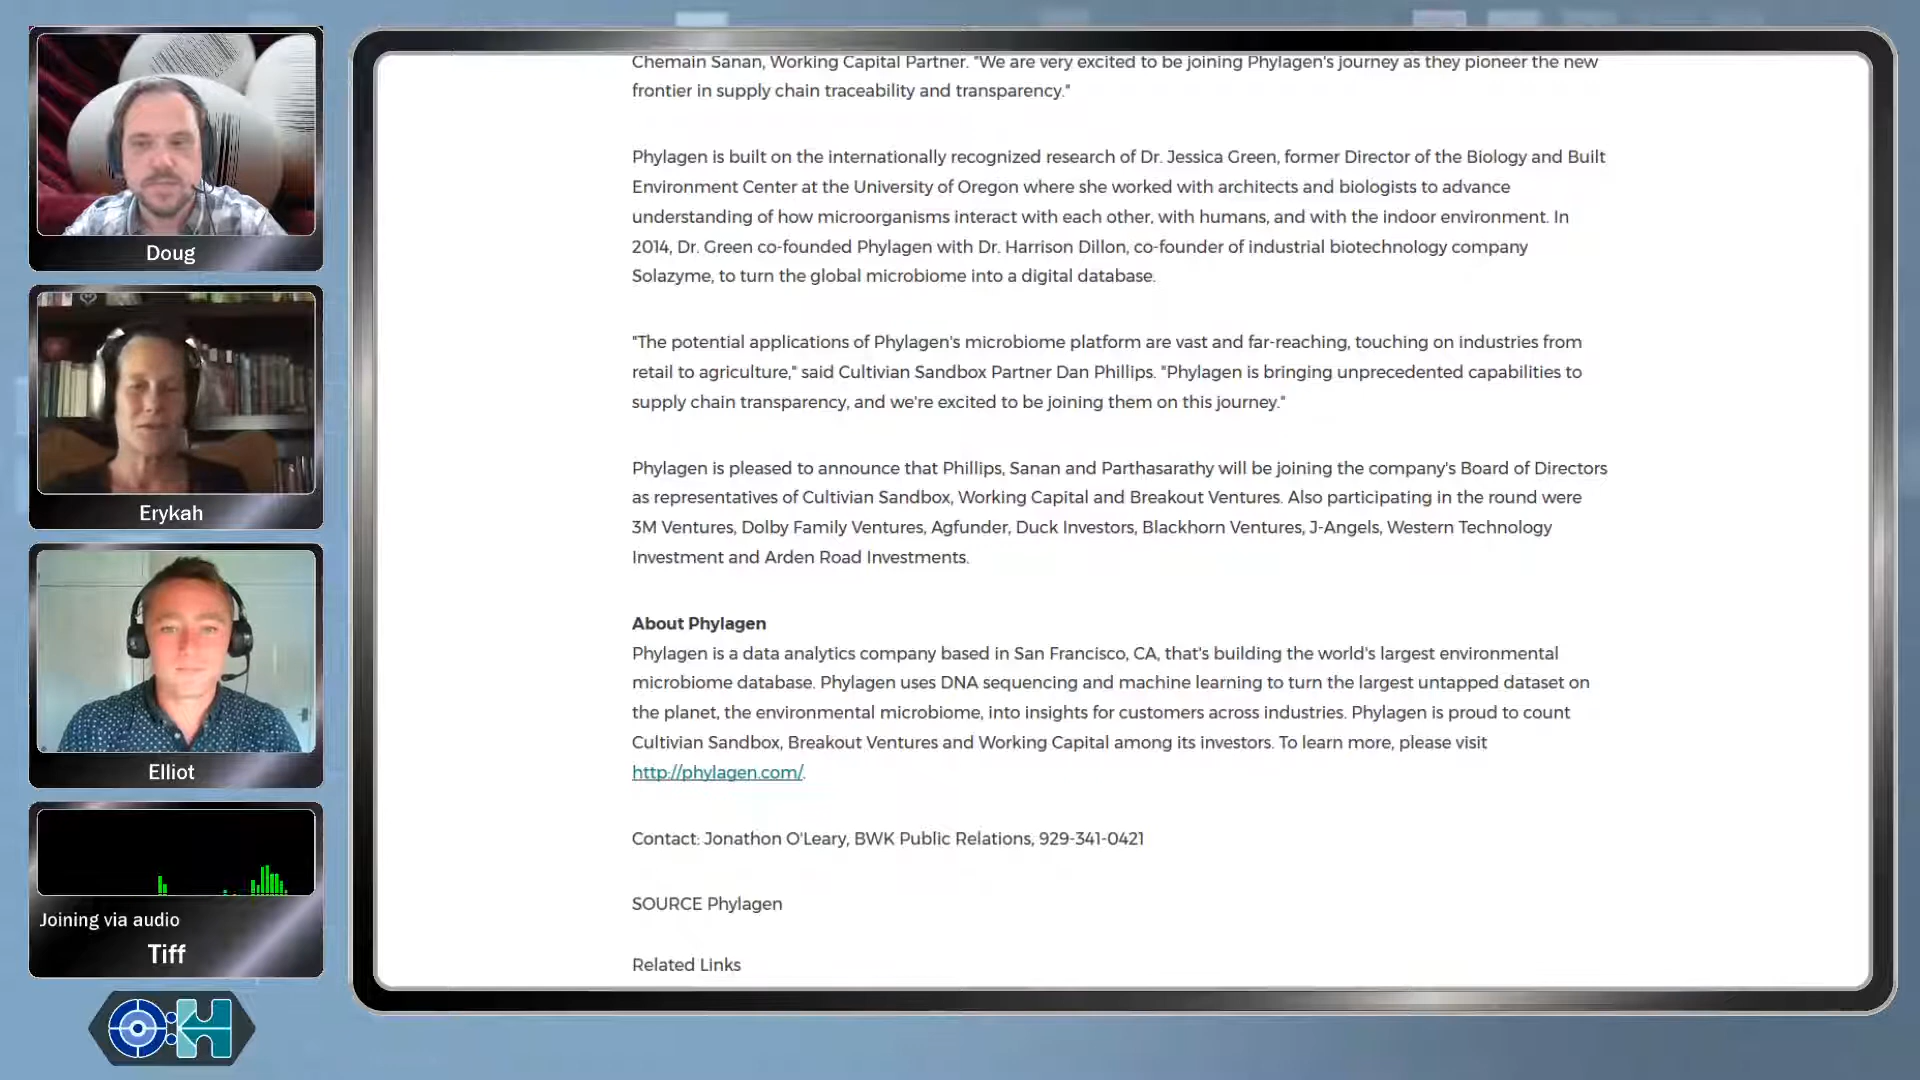 Chemain Sanan, Working Capital Partner. "We are very excited to be joining Phylagen's journey as they pioneer the new
frontier in supply chain traceability and transparency."
Phylagen is built on the internationally recognized research of Dr. Jessica Green, former Director of the Biology and Built
Environment Center at the University of Oregon where she worked with architects and biologists to advance
understanding of how microorganisms interact with each other, with humans, and with the indoor environment. In
2014, Dr. Green co-founded Phylagen with Dr. Harrison Dillon, co-founder of industrial biotechnology company
Solazyme, to turn the global microbiome into a digital database.
"The potential applications of Phylagen's microbiome platform are vast and far-reaching, touching on industries from
retail to agriculture," said Cultivian Sandbox Partner Dan Phillips. "Phylagen is bringing unprecedented capabilities to
supply chain transparency, and we're excited to be joining them on this journey."
Phylagen is pleased to announce that Phillips, Sanan and Parthasarathy will be joining the company's Board of Directors
as representatives of Cultivian Sandbox, Working Capital and Breakout Ventures. Also participating in the round were
3M Ventures, Dolby Family Ventures, Agfunder, Duck Investors, Blackhorn Ventures, J-Angels, Western Technology
Investment and Arden Road Investments.
About Phylagen
Phylagen is a data analytics company based in San Francisco, CA, that's building the world's largest environmental
microbiome database. Phylagen uses DNA sequencing and machine learning to turn the largest untapped dataset on
the planet, the environmental microbiome, into insights for customers across industries. Phylagen is proud to count
Cultivian Sandbox, Breakout Ventures and Working Capital among its investors. To learn more, please visit
http://phylagen.com/.
Contact: Jonathon O'Leary, BWK Public Relations, 929-341-0421
SOURCE Phylagen
Related Links
Doug
Erykah
Elliot
Joining via audio
Tiff
O:H